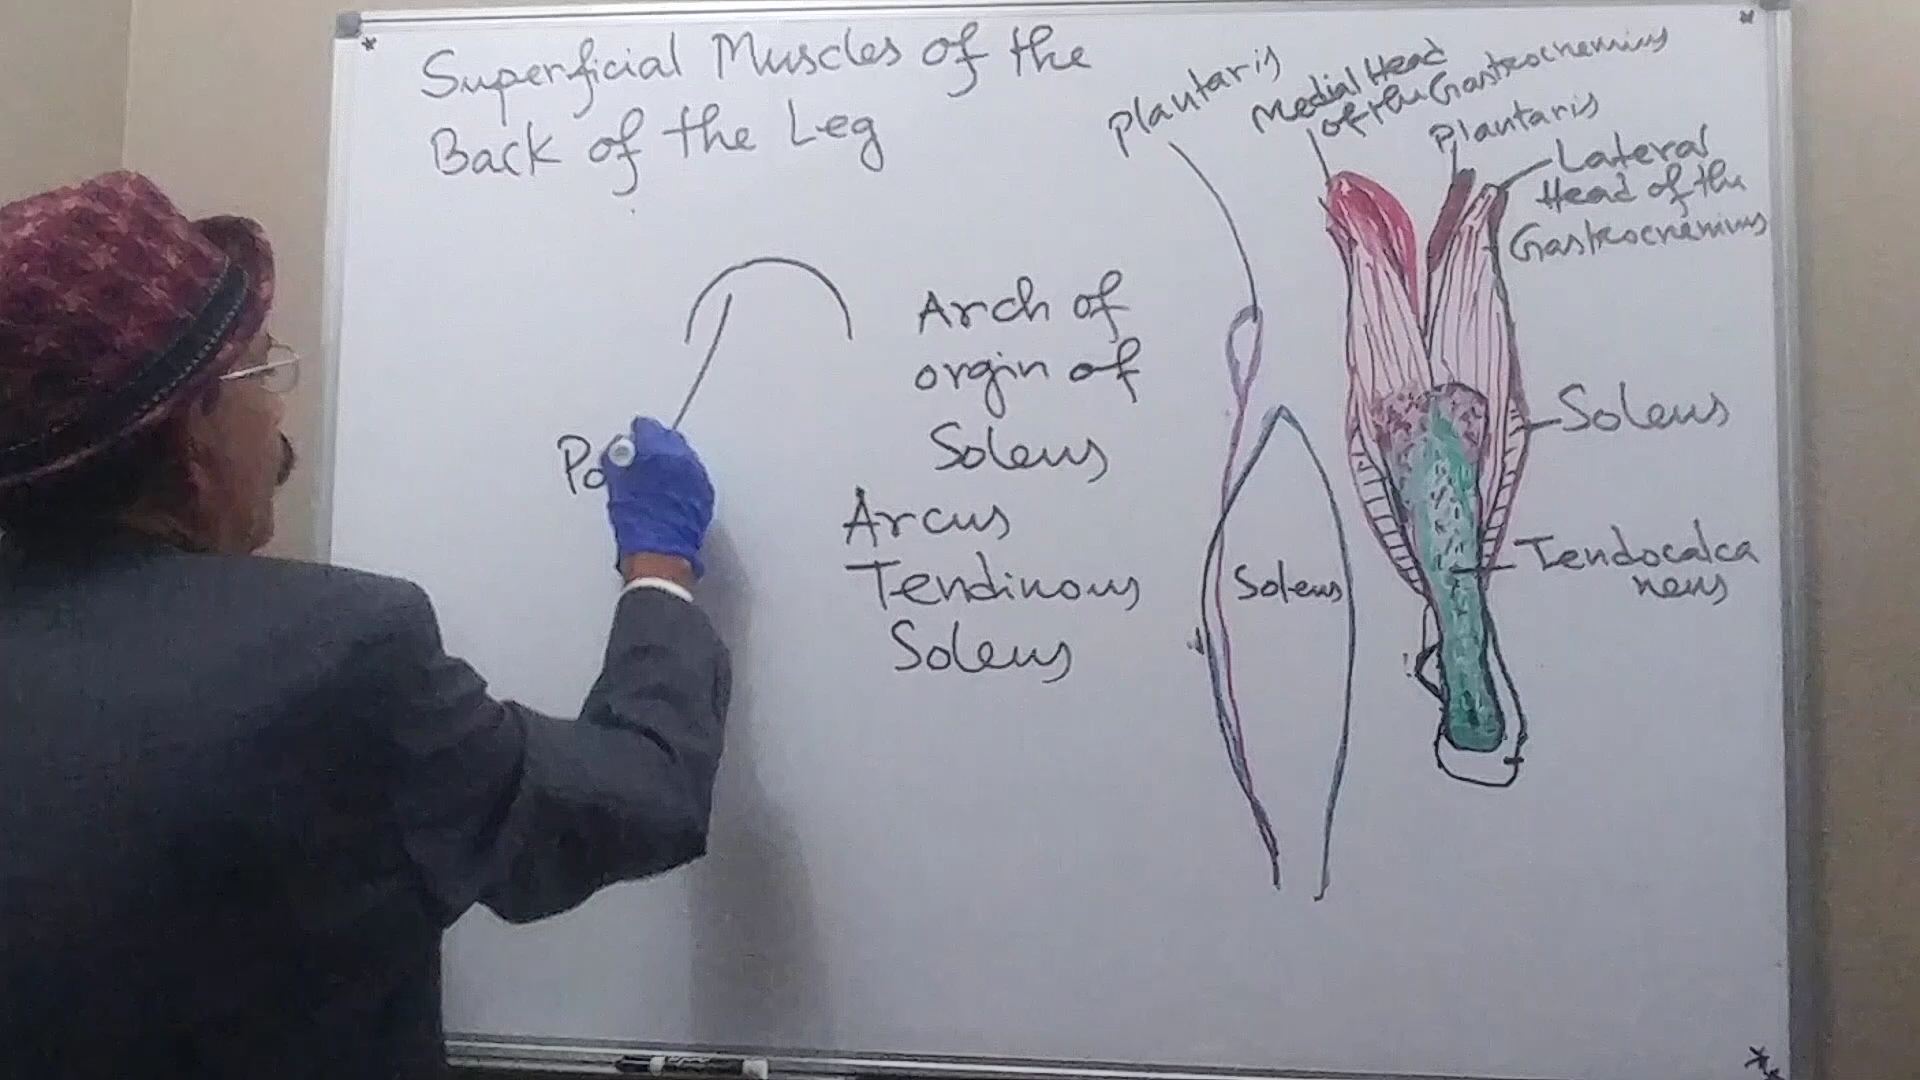 Superficial Muscles of the
Back of the Leg
Plantaris
Medial Head
of the Gastrocnemius
Plantaris
Lateral
Head of the
Gastrocnemius
Arch of
orgin of
Soleus
Arcus
Tendinous
Soleus
Po
Soleus
Soleus
Tendocalca
neus